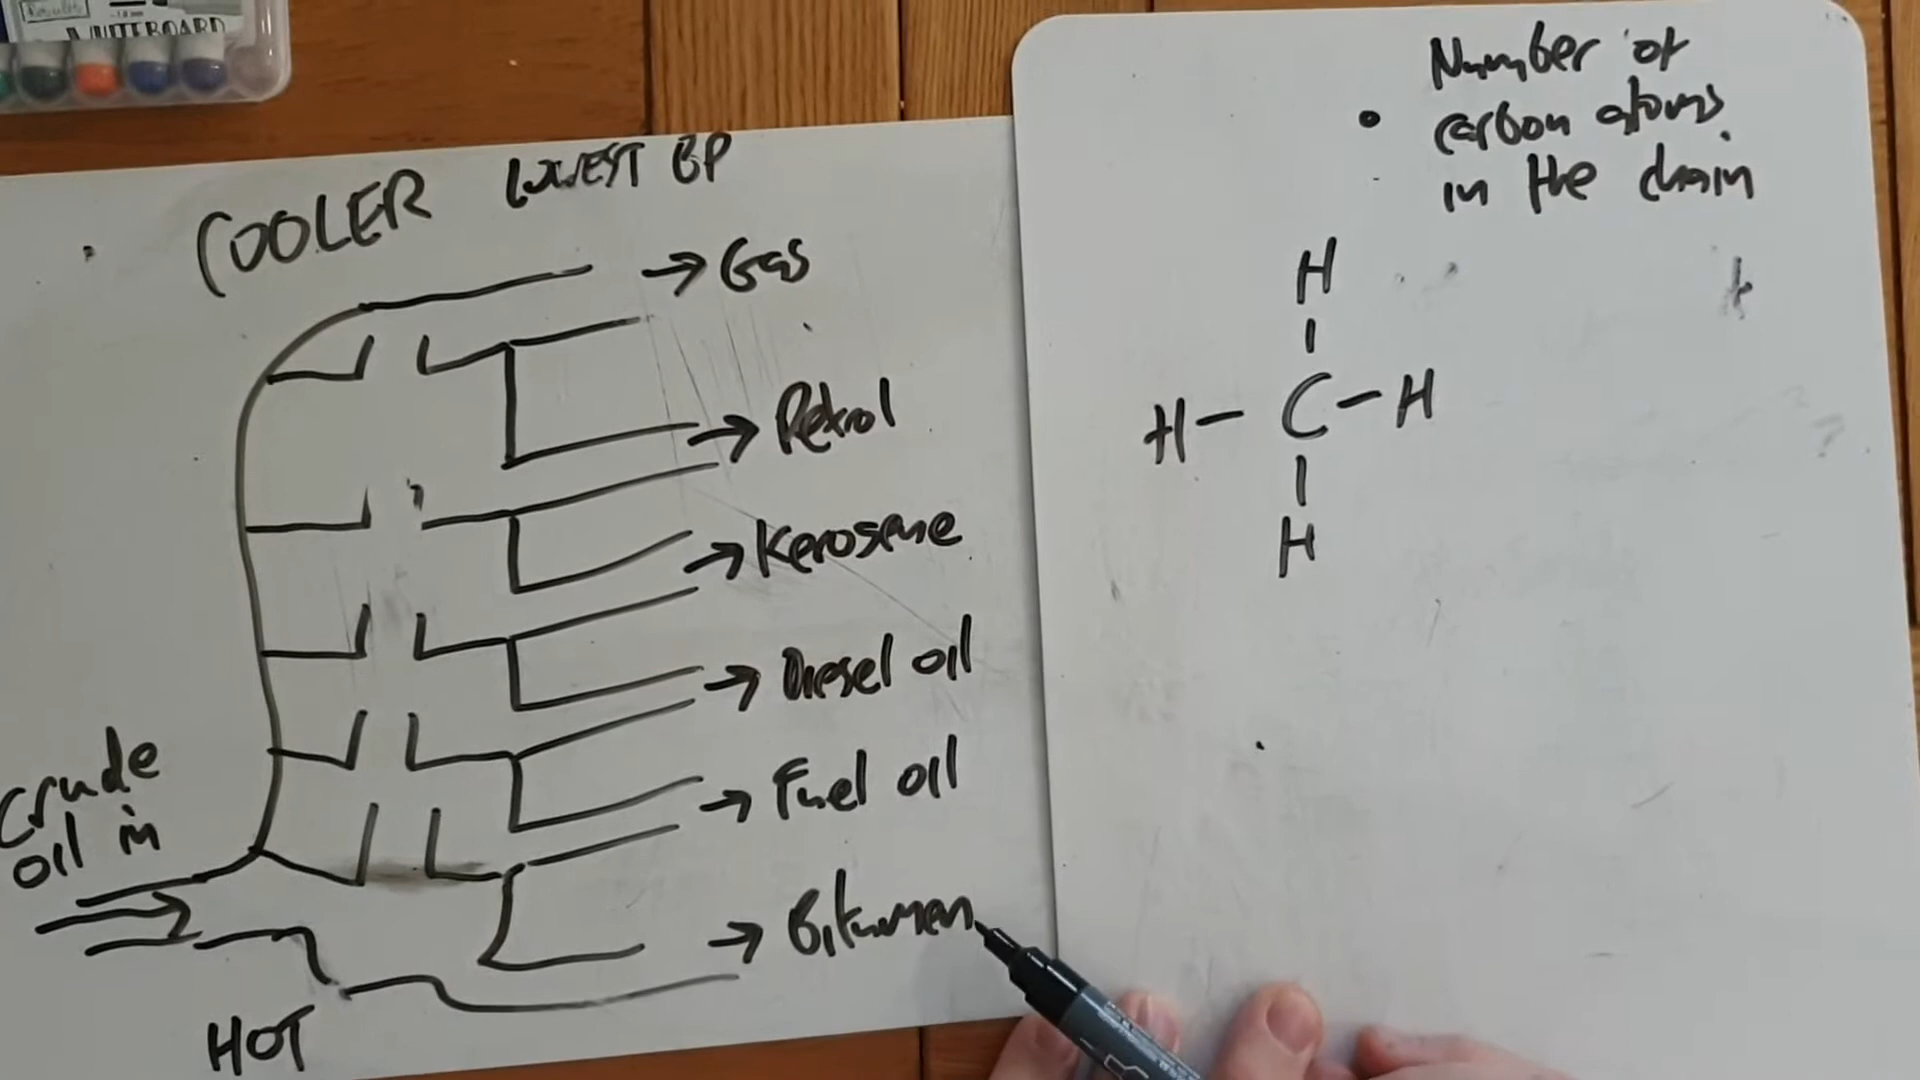 WHITEBOARD
COOLER LOWEST BP
→ Gas
→ Petrol
→ Kerosene
→ Diesel oil
→ Fuel oil
→ Bitumen
Crude
oil in
HOT
• Number of
carbon atoms
in the chain
H
H - C - H
H